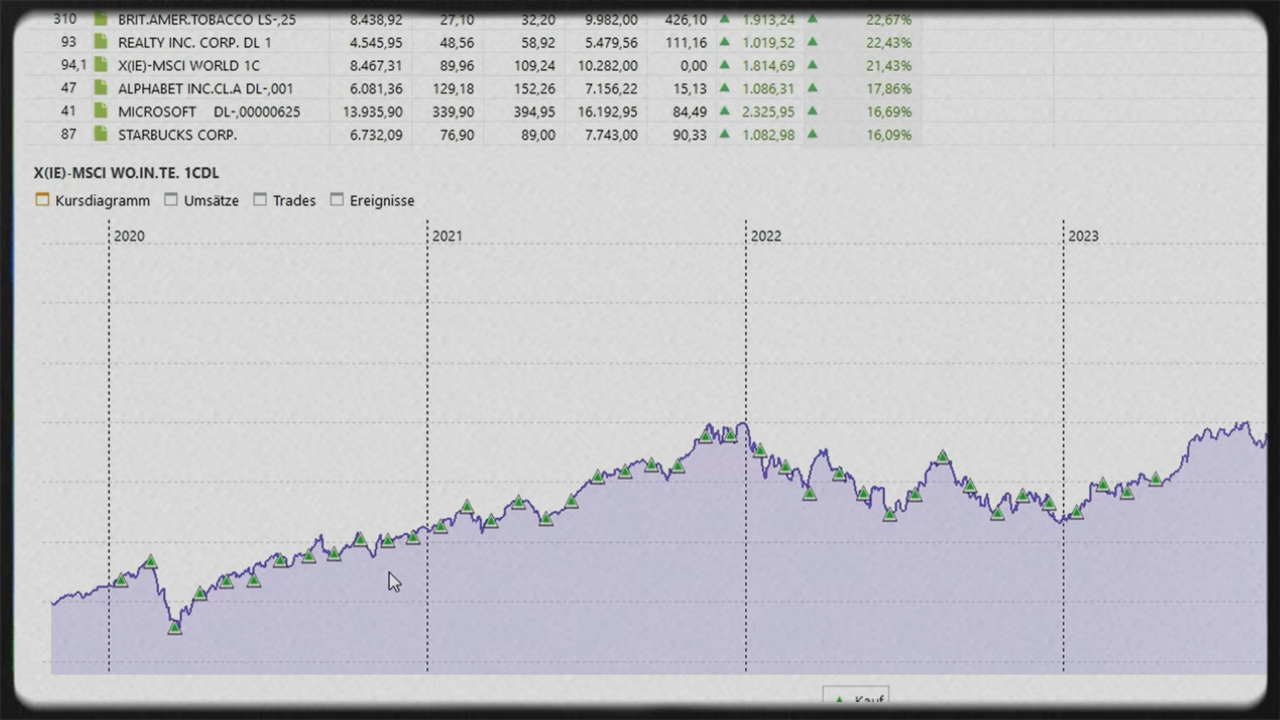 310 BRIT.AMER.TOBACCO LS-,25 8.438,92 27,10 32,20 9.982,00 426,10 1.913,24 22,67%
93 REALTY INC. CORP. DL 1 4.545,95 48,56 58,92 5.479,56 111,16 1.019,52 22,43%
94,1 X(IE)-MSCI WORLD 1C 8.467,31 89,96 109,24 10.282,00 0,00 1.814,69 21,43%
47 ALPHABET INC.CL.A DL-,001 6.081,36 129,18 152,26 7.156,22 15,13 1.086,31 17,86%
41 MICROSOFT DL-,00000625 13.935,90 339,90 394,95 16.192,95 84,49 2.325,95 16,69%
87 STARBUCKS CORP. 6.732,09 76,90 89,00 7.743,00 90,33 1.082,98 16,09%
X(IE)-MSCI WO.IN.TE. 1CDL
Kursdiagramm Umsätze Trades Ereignisse
2020 2021 2022 2023
Kauf